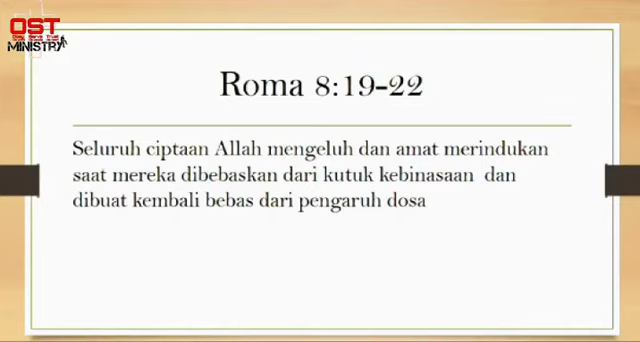 OST
MINISTRY
Roma 8:19-22
Seluruh ciptaan Allah mengeluh dan amat merindukan
saat mereka dibebaskan dari kutuk kebinasaan dan
dibuat kembali bebas dari pengaruh dosa